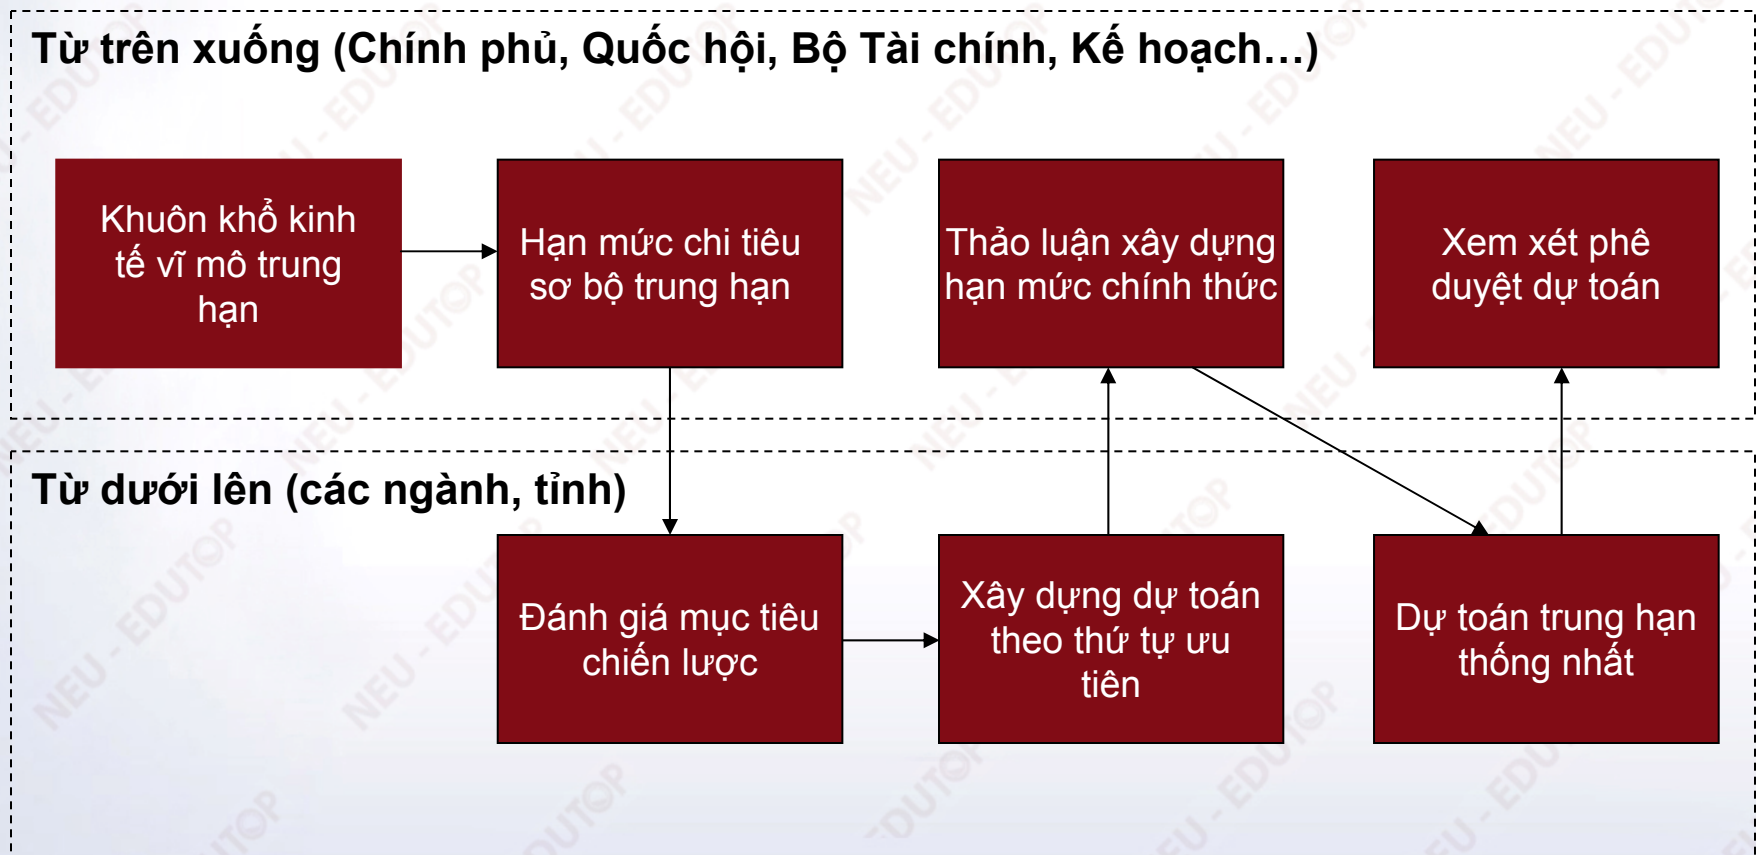 Từ trên xuống (Chính phủ, Quốc hội, Bộ Tài chính, Kế hoạch...)
Khuôn khổ kinh
tế vĩ mô trung
hạn
Hạn mức chi tiêu
sơ bộ trung hạn
Thảo luận xây dựng
hạn mức chính thức
Xem xét phê
duyệt dự toán
Từ dưới lên (các ngành, tỉnh)
Đánh giá mục tiêu
chiến lược
Xây dựng dự toán
theo thứ tự ưu
tiên
Dự toán trung hạn
thống nhất
NEU - EDUTOP